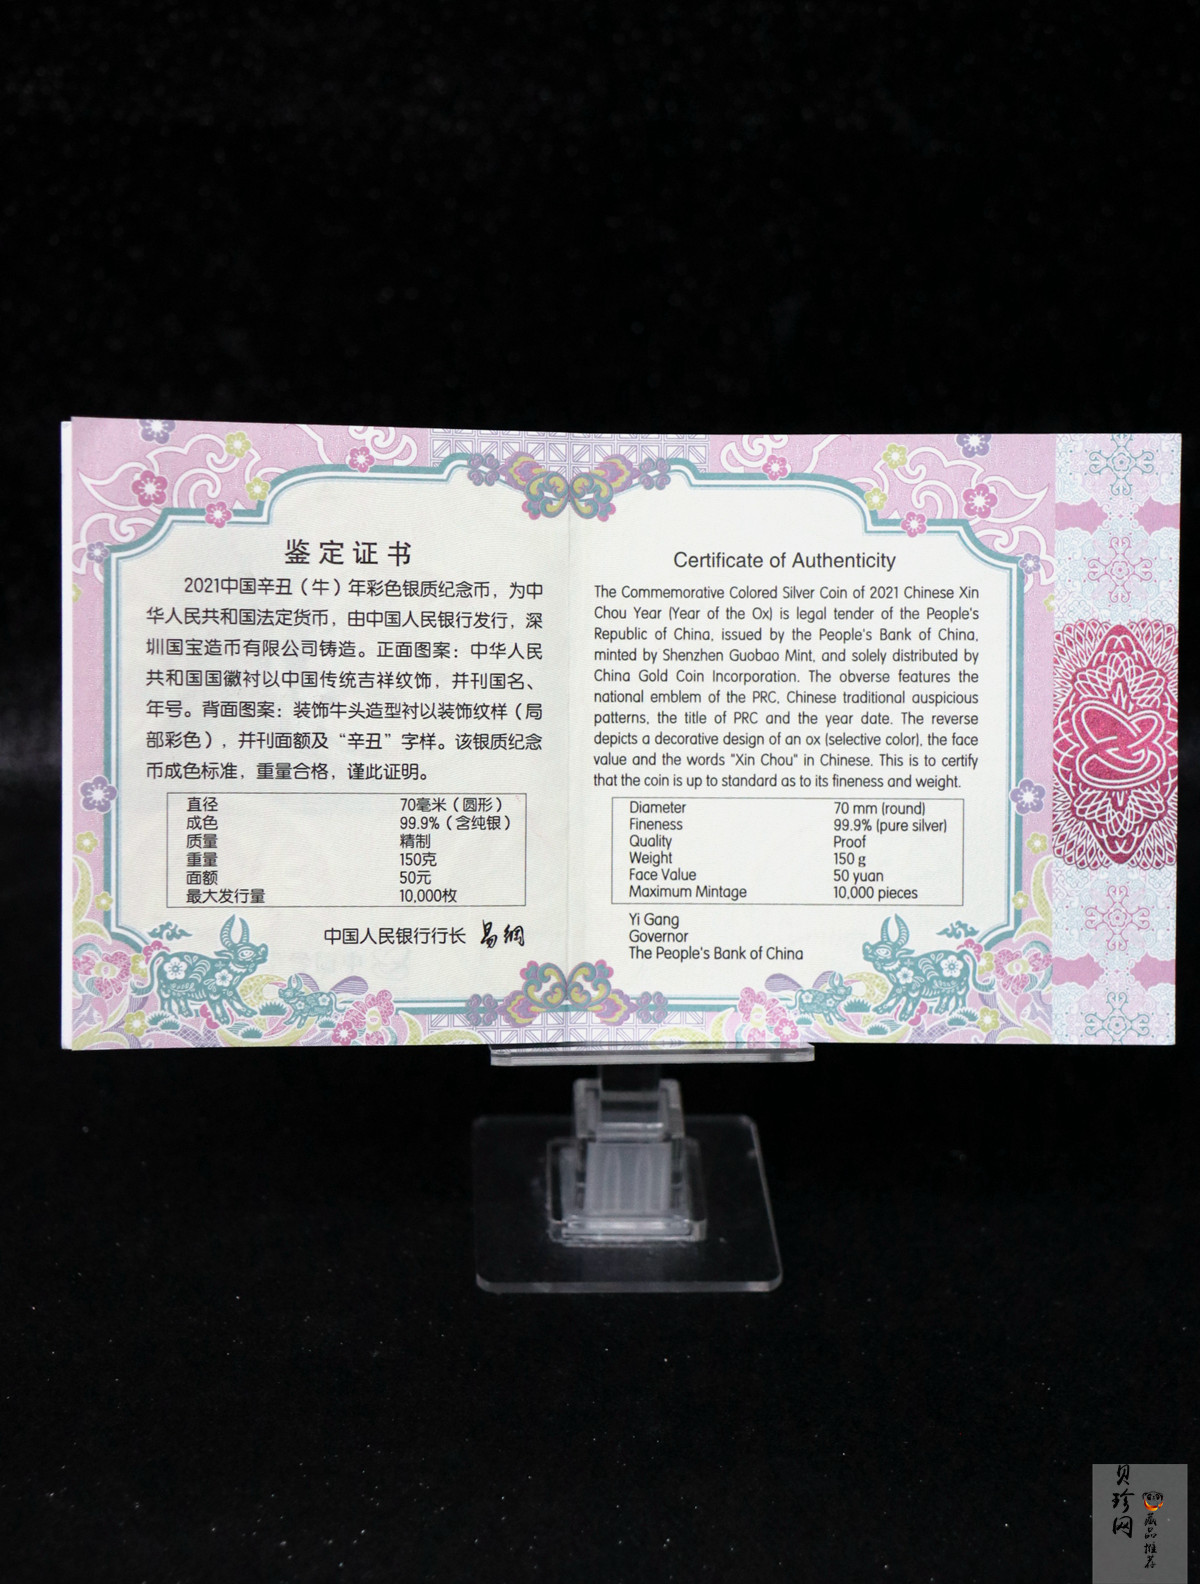 鉴定证书
2021中国辛丑（牛）年彩色银质纪念币，为中
华人民共和国法定货币，由中国人民银行发行，深
圳国宝造币有限公司铸造。正面图案：中华人民
共和国国徽衬以中国传统吉祥纹饰，并刊国名、
年号。背面图案：装饰牛头造型衬以装饰纹样（局
部彩色），并刊面额及“辛丑”字样。该银质纪念
币成色标准，重量合格，谨此证明。
直径 70毫米（圆形）
成色 99.9%（含纯银）
质量 精制
重量 150克
面额 50元
最大发行量 10,000枚
中国人民银行行长 易纲
Certificate of Authenticity
The Commemorative Colored Silver Coin of 2021 Chinese Xin
Chou Year (Year of the Ox) is legal tender of the People's
Republic of China, issued by the People's Bank of China,
minted by Shenzhen Guobao Mint, and solely distributed by
China Gold Coin Incorporation. The obverse features the
national emblem of the PRC, Chinese traditional auspicious
patterns, the title of PRC and the year date. The reverse
depicts a decorative design of an ox (selective color), the face
value and the words "Xin Chou" in Chinese. This is to certify
that the coin is up to standard as to its fineness and weight.
Diameter 70 mm (round)
Fineness 99.9% (pure silver)
Quality Proof
Weight 150 g
Face Value 50 yuan
Maximum Mintage 10,000 pieces
Yi Gang
Governor
The People's Bank of China
贝珍网
藏品推荐